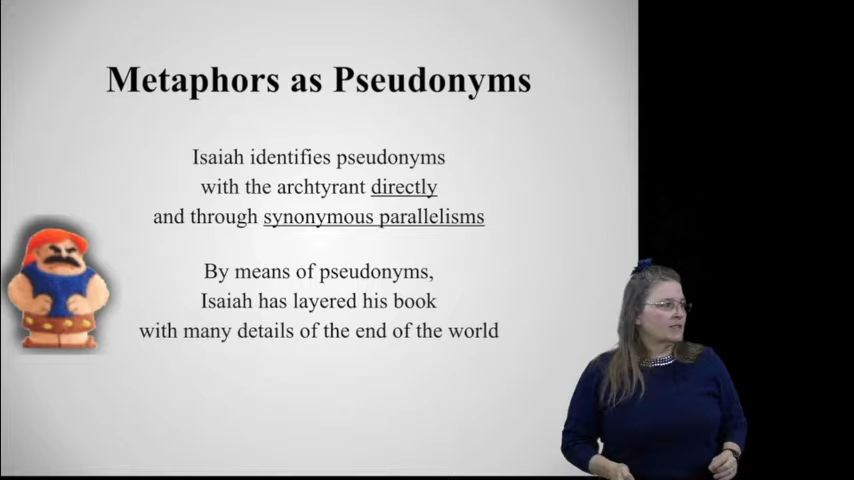 Metaphors as Pseudonyms
Isaiah identifies pseudonyms
with the archtyrant directly
and through synonymous parallelisms
By means of pseudonyms,
Isaiah has layered his book
with many details of the end of the world